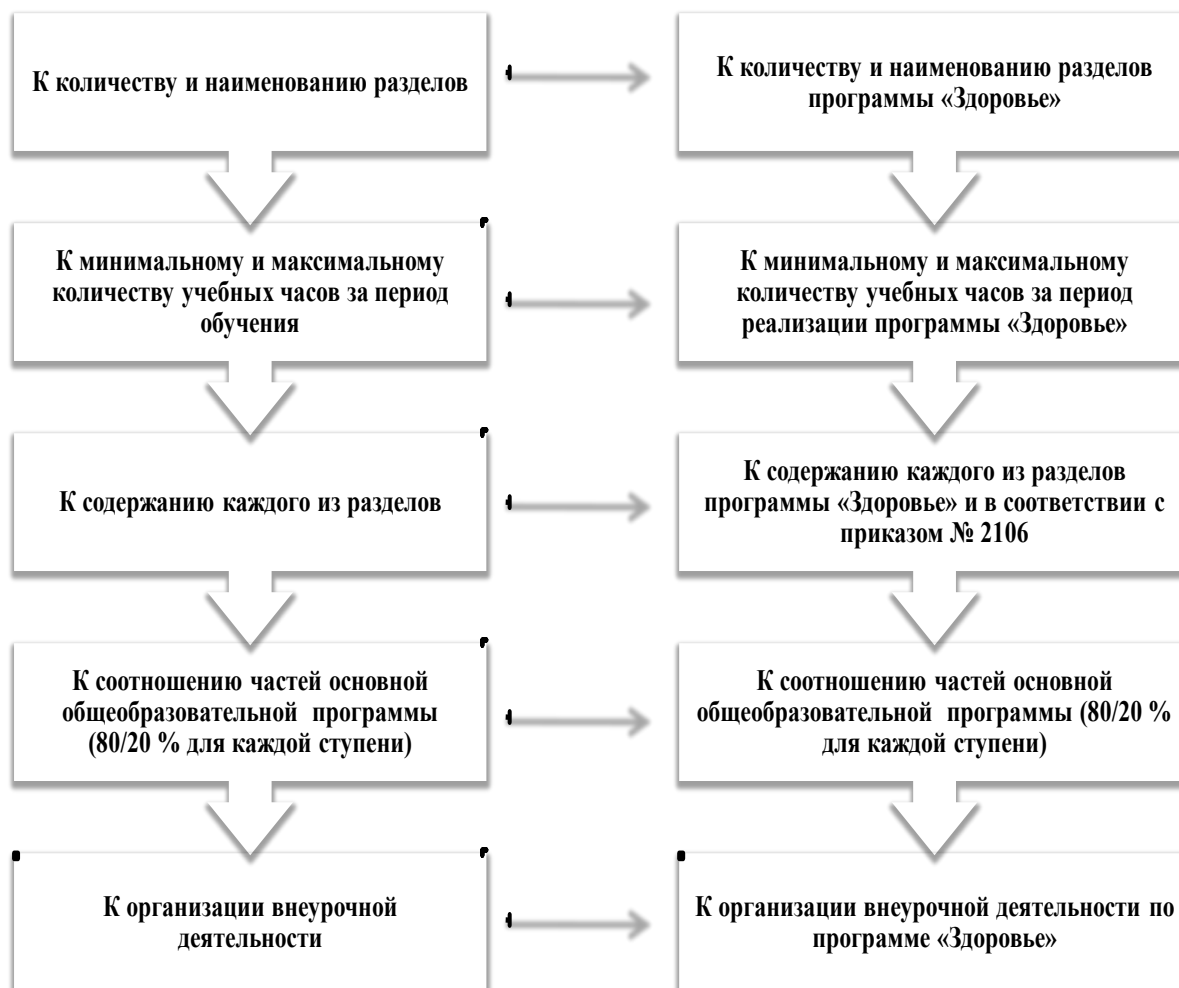 К количеству и наименованию разделов
К количеству и наименованию разделов
программы «Здоровье»
К минимальному и максимальному
количеству учебных часов за период
обучения
К минимальному и максимальному
количеству учебных часов за период
реализации программы «Здоровье»
К содержанию каждого из разделов
К содержанию каждого из разделов
программы «Здоровье» и в соответствии с
приказом № 2106
К соотношению частей основной
общеобразовательной программы
(80/20 % для каждой ступени)
К соотношению частей основной
общеобразовательной программы (80/20 %
для каждой ступени)
К организации внеурочной
деятельности
К организации внеурочной деятельности по
программе «Здоровье»